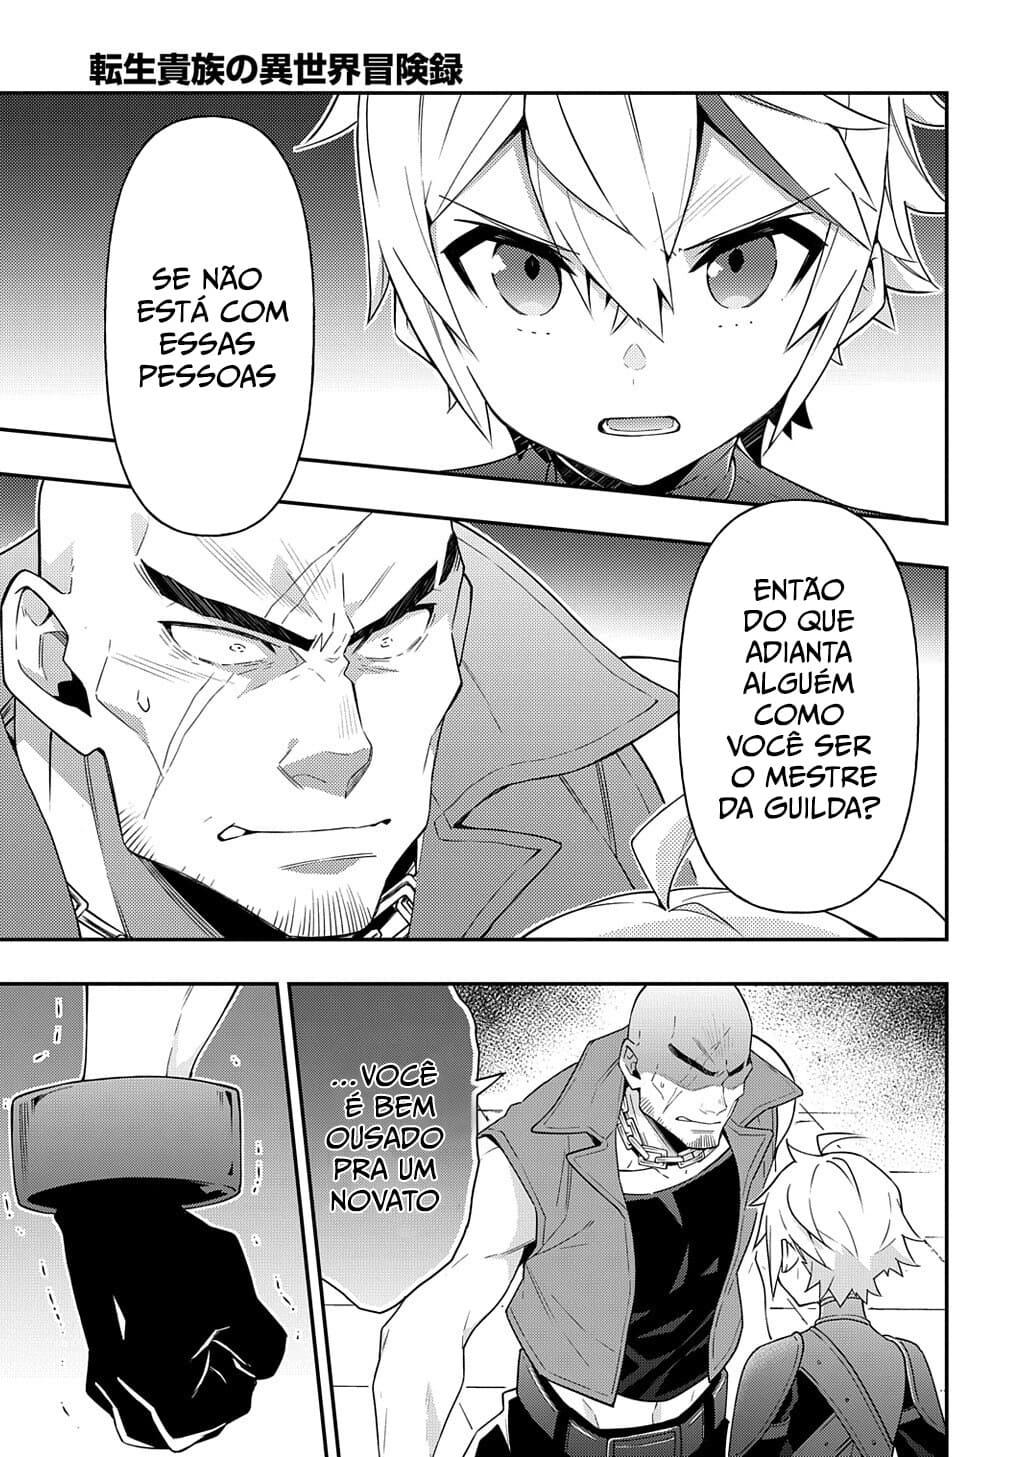 転生貴族の異世界冒険録
SE NÃO
ESTÁ COM
ESSAS
PESSOAS
ENTÃO
DO QUE
ADIANTA
ALGUÉM
COMO
VOCÊ SER
O MESTRE
DA GUILDA?
...VOCÊ
É BEM
OUSADO
PRA UM
NOVATO